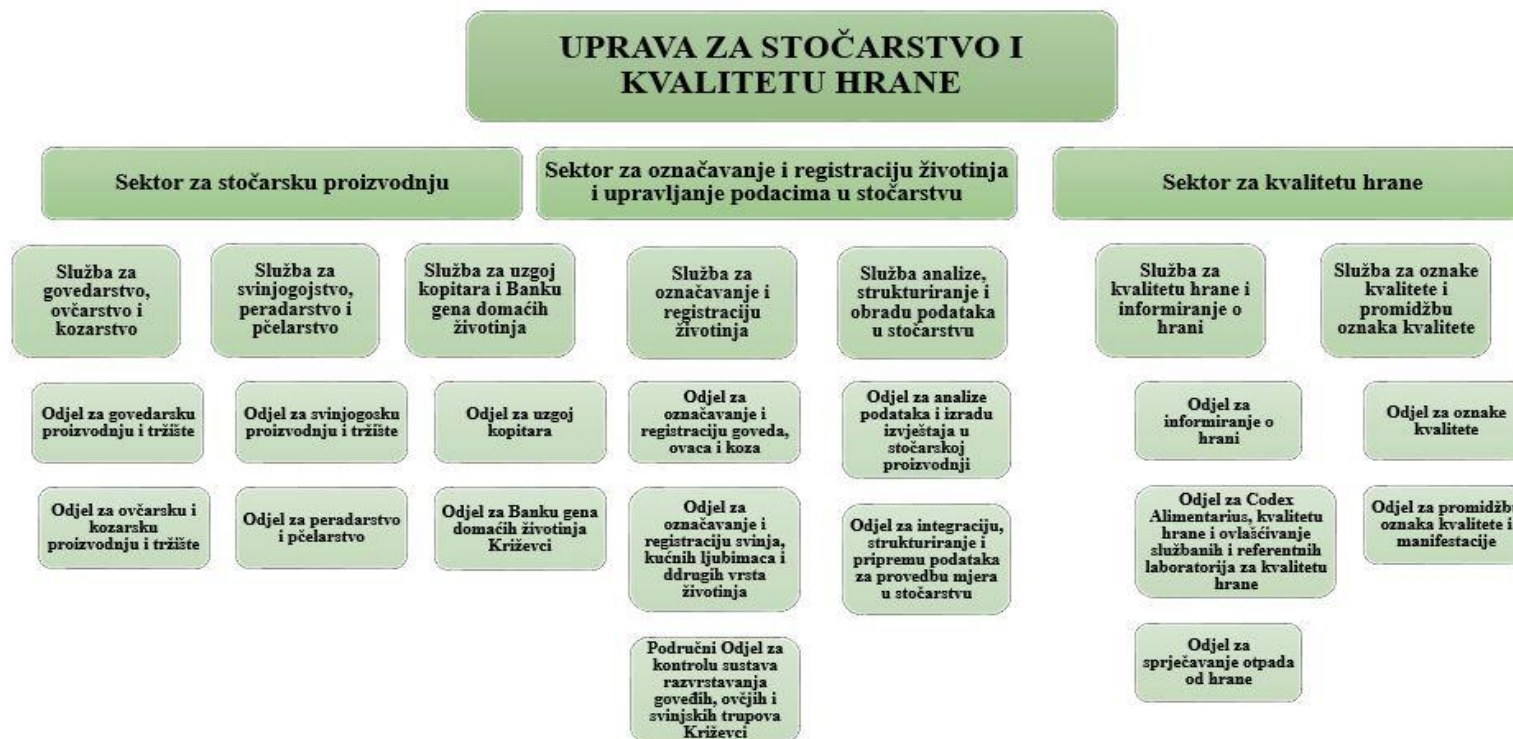 UPRAVA ZA STOČARSTVO I
KVALITETU HRANE
Sektor za stočarsku proizvodnju
Sektor za označavanje i registraciju životinja
i upravljanje podacima u stočarstvu
Sektor za kvalitetu hrane
Služba za
govedarstvo,
ovčarstvo i
kozarstvo
Služba za
svinjogojstvo,
peradarstvo i
pčelarstvo
Služba za uzgoj
kopitara i Banku
gena domaćih
životinja
Služba za
označavanje i
registraciju
životinja
Služba analize,
strukturiranje i
obradu podataka
u stočarstvu
Služba za
kvalitetu hrane i
informiranje o
hrani
Služba za oznake
kvalitete i
promidžbu
oznaka kvalitete
Odjel za govedarsku
proizvodnju i tržište
Odjel za svinjogosku
proizvodnju i tržište
Odjel za uzgoj
kopitara
Odjel za
označavanje i
registraciju goveda,
ovaca i koza
Odjel za analize
podataka i izradu
izvještaja u
stočarskoj
proizvodnji
Odjel za
informiranje o
hrani
Odjel za oznake
kvalitete
Odjel za ovčarsku i
kozarsku
proizvodnju i tržište
Odjel za peradarstvo
i pčelarstvo
Odjel za Banku gena
domaćih životinja
Križevci
Odjel za
označavanje i
registraciju svinja,
kućnih ljubimaca i
ddrugih vrsta
životinja
Odjel za integraciju,
strukturiranje i
pripremu podataka
za provedbu mjera
u stočarstvu
Odjel za Codex
Alimentarius, kvalitetu
hrane i ovlašćivanje
službanih i referentnih
laboratorija za kvalitetu
hrane
Odjel za promidžbu
oznaka kvalitete i
manifestacije
Područni Odjel za
kontrolu sustava
razvrstavanja
goveđih, ovčjih i
svinjskih trupova
Križevci
Odjel za
sprječavanje otpada
od hrane